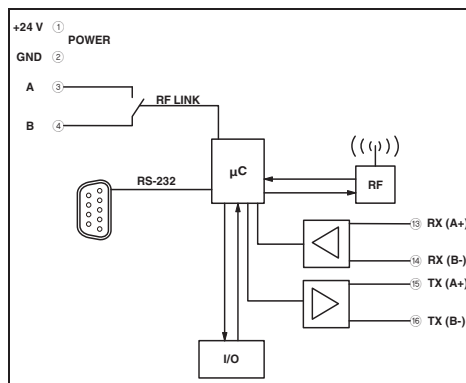 +24 V ①
POWER
GND ②
A ③
RF LINK
B ④
µC
RS-232
RF
⑬ RX (A+)
⑭ RX (B-)
⑮ TX (A+)
⑯ TX (B-)
I/O